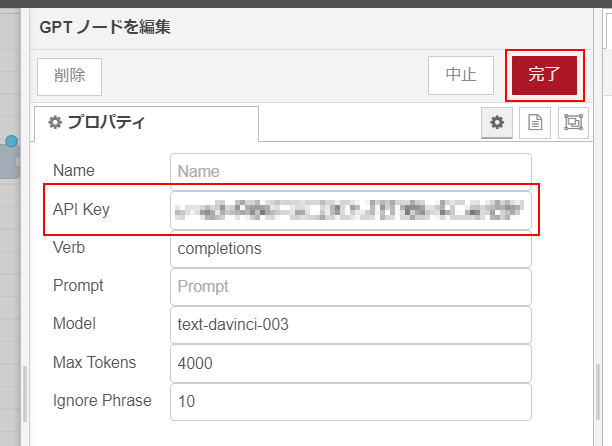 GPT ノードを編集
削除
中止
完了
プロパティ
Name
Name
API Key
Verb
completions
Prompt
Prompt
Model
text-davinci-003
Max Tokens
4000
Ignore Phrase
10